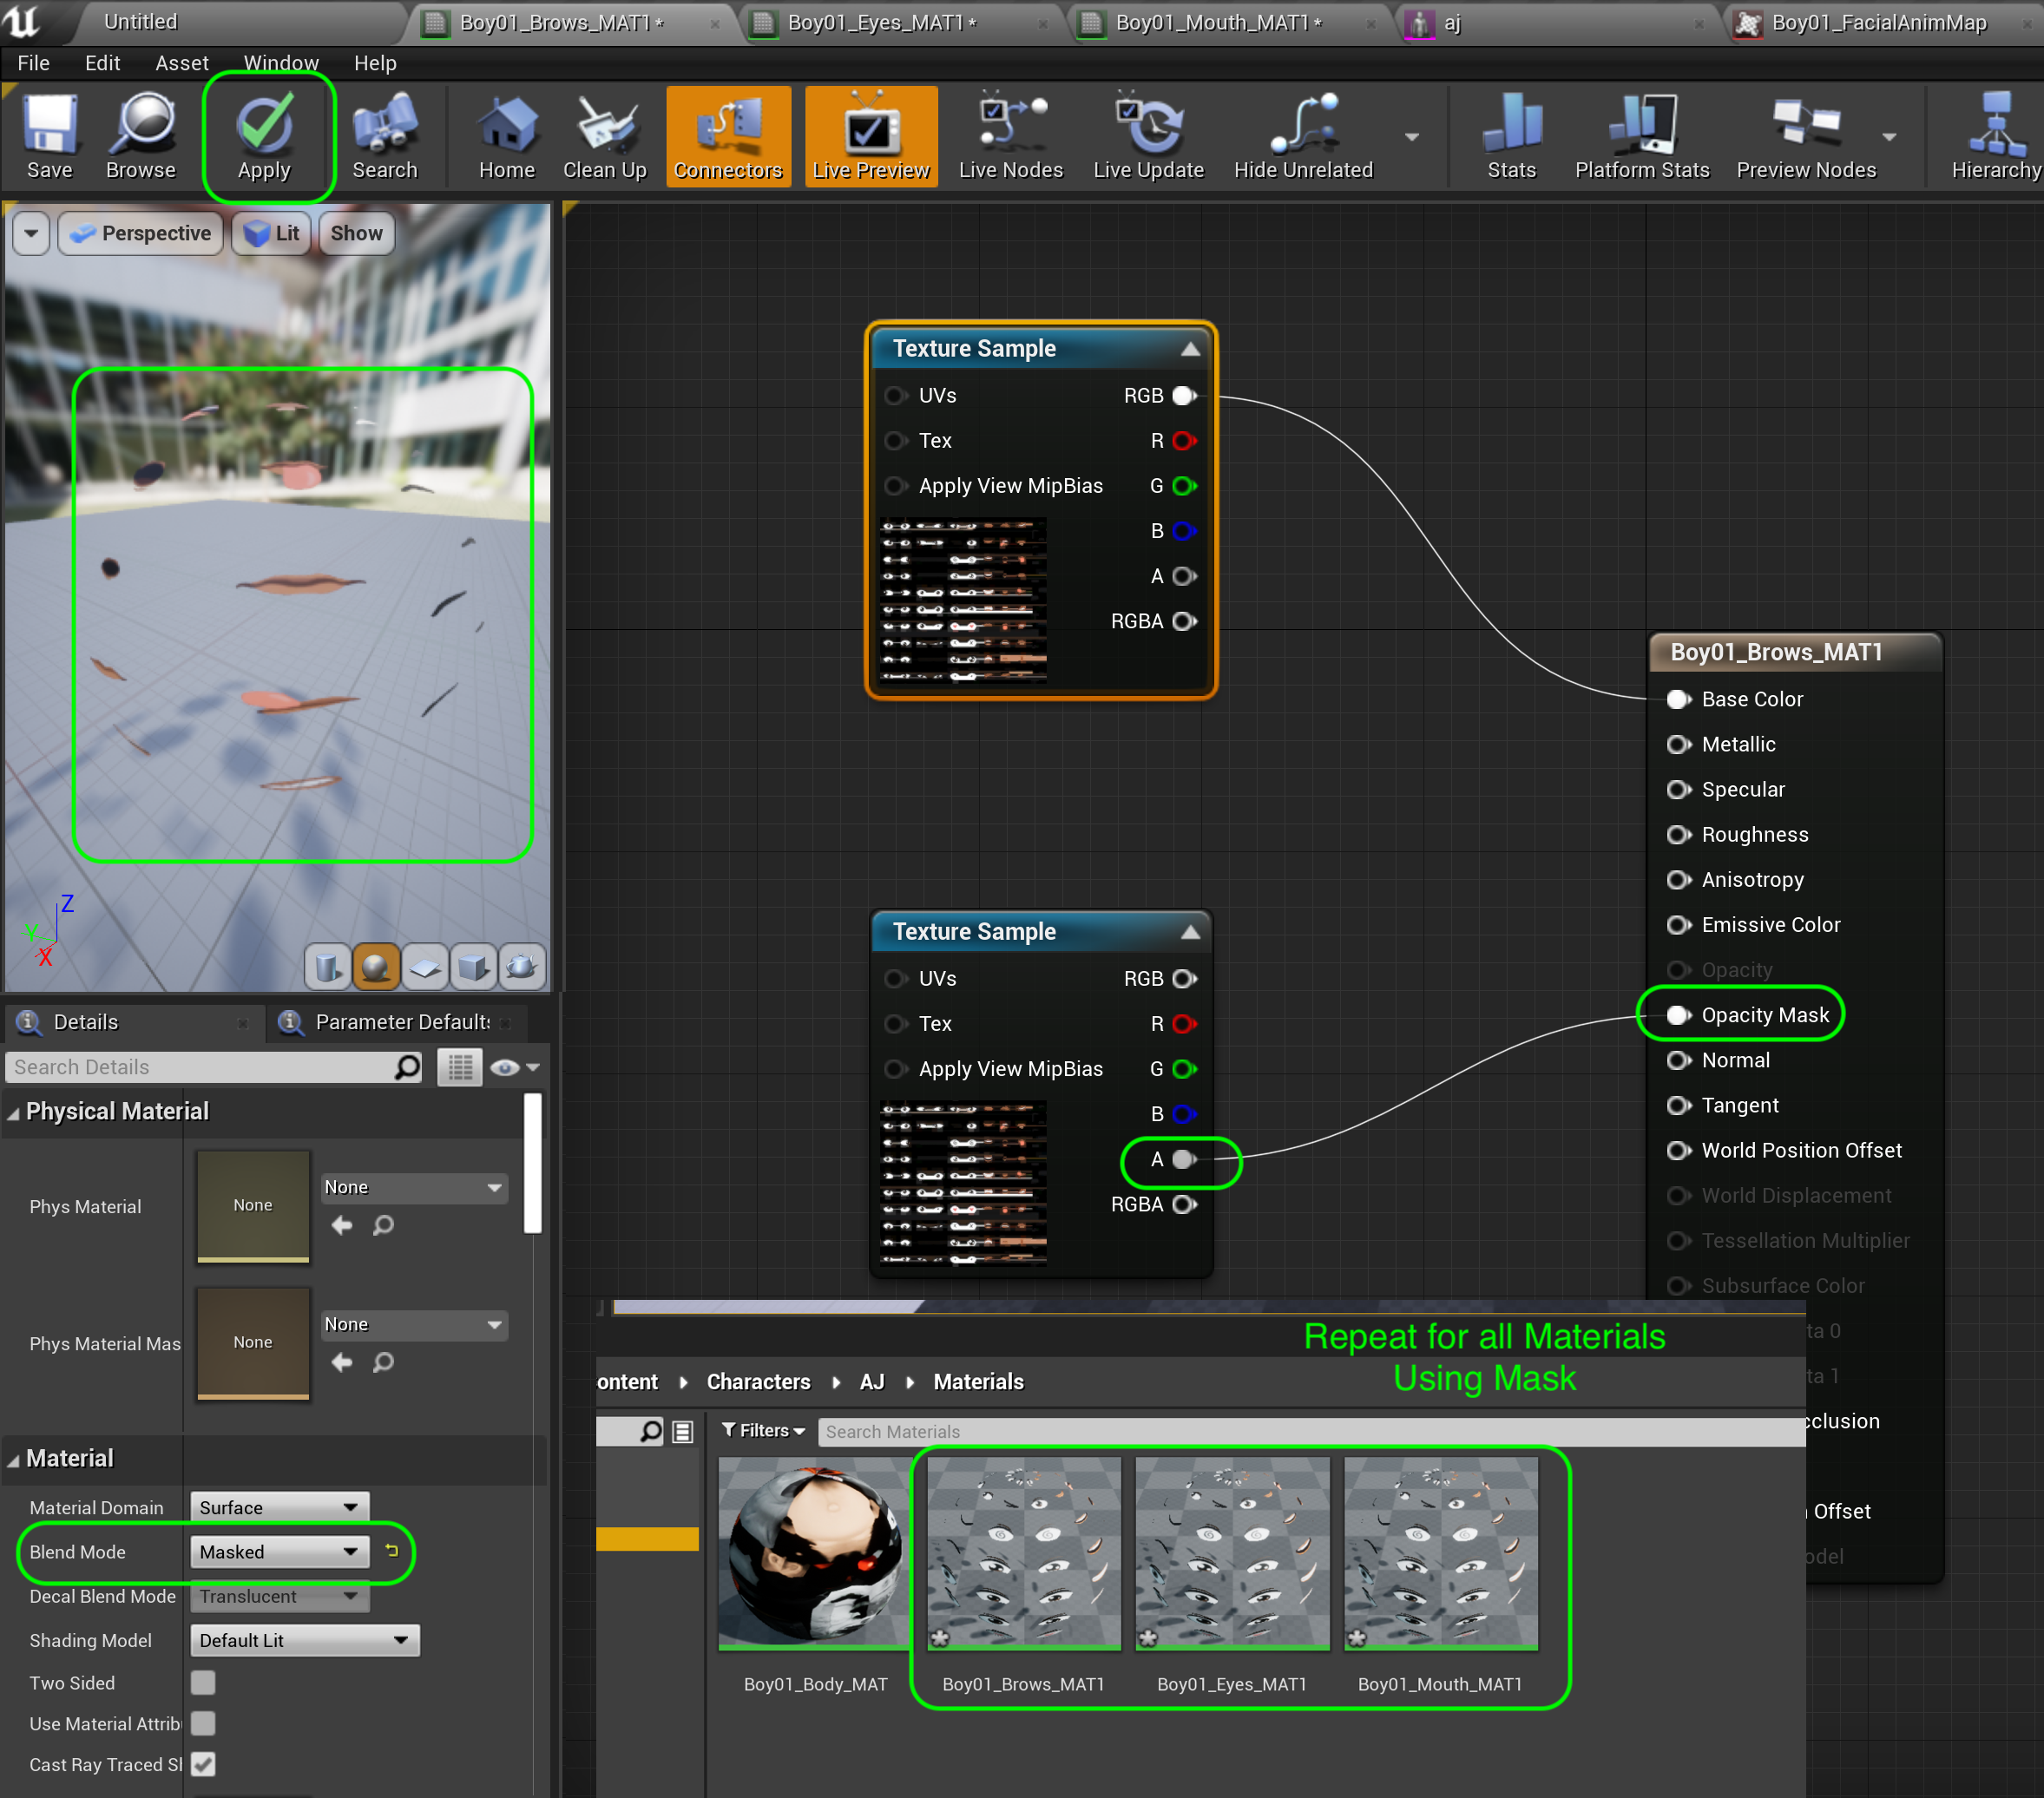 Untitled
Boy01_Brows_MAT1*
Boy01_Eyes_MAT1*
Boy01_Mouth_MAT1*
aj
Boy01_FacialAnimMap
File Edit Asset Window Help
Save
Browse
Apply
Search
Home
Clean Up
Connectors
Live Preview
Live Nodes
Live Update
Hide Unrelated
Stats
Platform Stats
Preview Nodes
Hierarchy
Perspective
Lit
Show
Z
Y
X
Texture Sample
UVs RGB
Tex R
Apply View MipBias G
B
A
RGBA
Boy01_Brows_MAT1
Base Color
Metallic
Specular
Roughness
Anisotropy
Emissive Color
Opacity
Opacity Mask
Normal
Tangent
World Position Offset
World Displacement
Tessellation Multiplier
Subsurface Color
ta 0
ta 1
cclusion
Offset
odel
Texture Sample
UVs RGB
Tex R
Apply View MipBias G
B
A
RGBA
Details
Parameter Default
Search Details
Physical Material
Phys Material
None
None
Phys Material Mas
None
None
Material
Material Domain Surface
Blend Mode Masked
Decal Blend Mode Translucent
Shading Model Default Lit
Two Sided
Use Material Attrib
Cast Ray Traced Sl
Repeat for all Materials
Using Mask
ontent Characters AJ Materials
Filters Search Materials
Boy01_Body_MAT
Boy01_Brows_MAT1
Boy01_Eyes_MAT1
Boy01_Mouth_MAT1